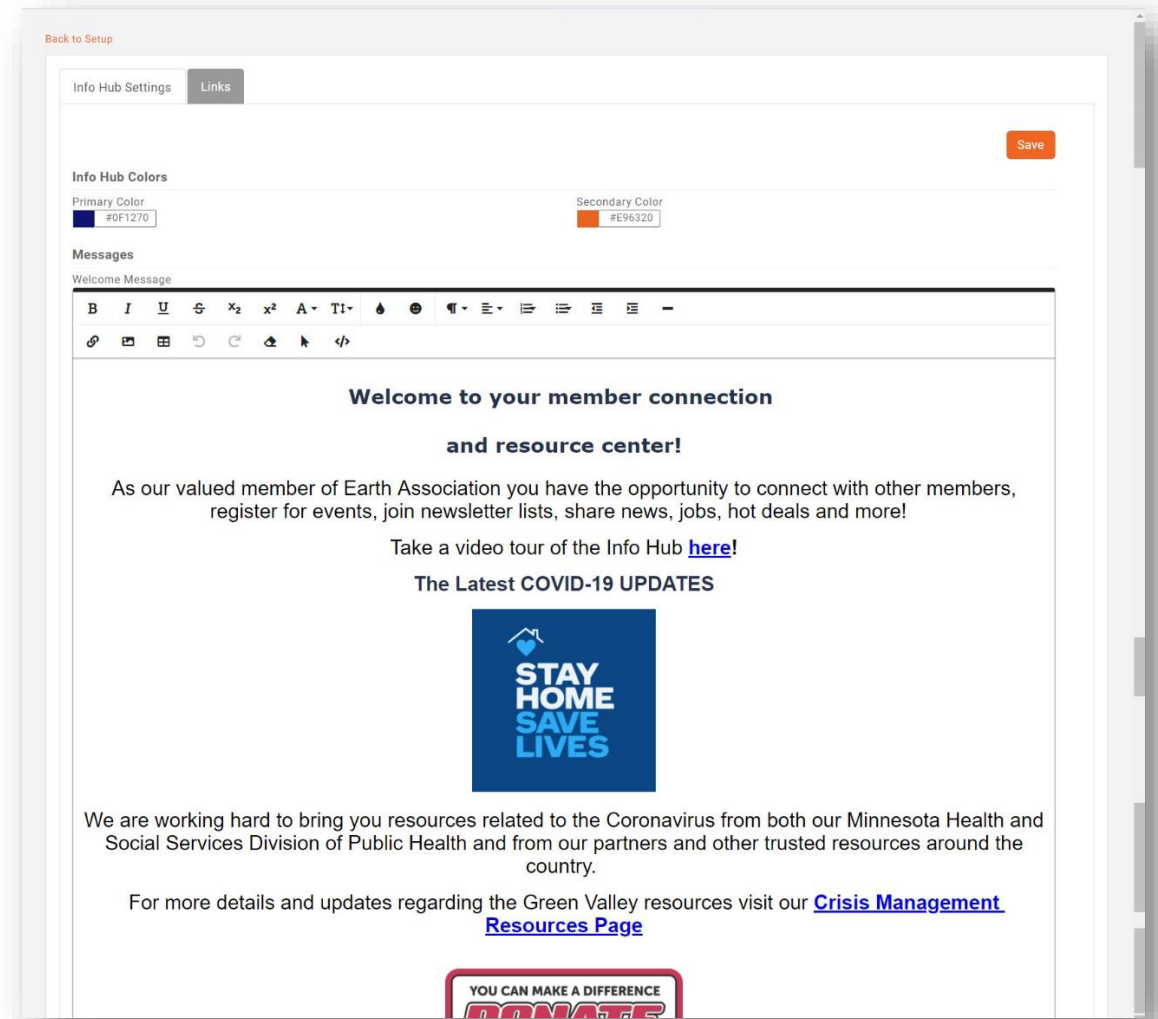 Back to Setup
Info Hub Settings Links
Save
Info Hub Colors
Primary Color Secondary Color
#0F1270 #E96320
Messages
Welcome Message
Welcome to your member connection
and resource center!
As our valued member of Earth Association you have the opportunity to connect with other members,
register for events, join newsletter lists, share news, jobs, hot deals and more!
Take a video tour of the Info Hub here!
The Latest COVID-19 UPDATES
STAY
HOME
SAVE
LIVES
We are working hard to bring you resources related to the Coronavirus from both our Minnesota Health and
Social Services Division of Public Health and from our partners and other trusted resources around the
country.
For more details and updates regarding the Green Valley resources visit our Crisis Management
Resources Page
YOU CAN MAKE A DIFFERENCE
DONATE